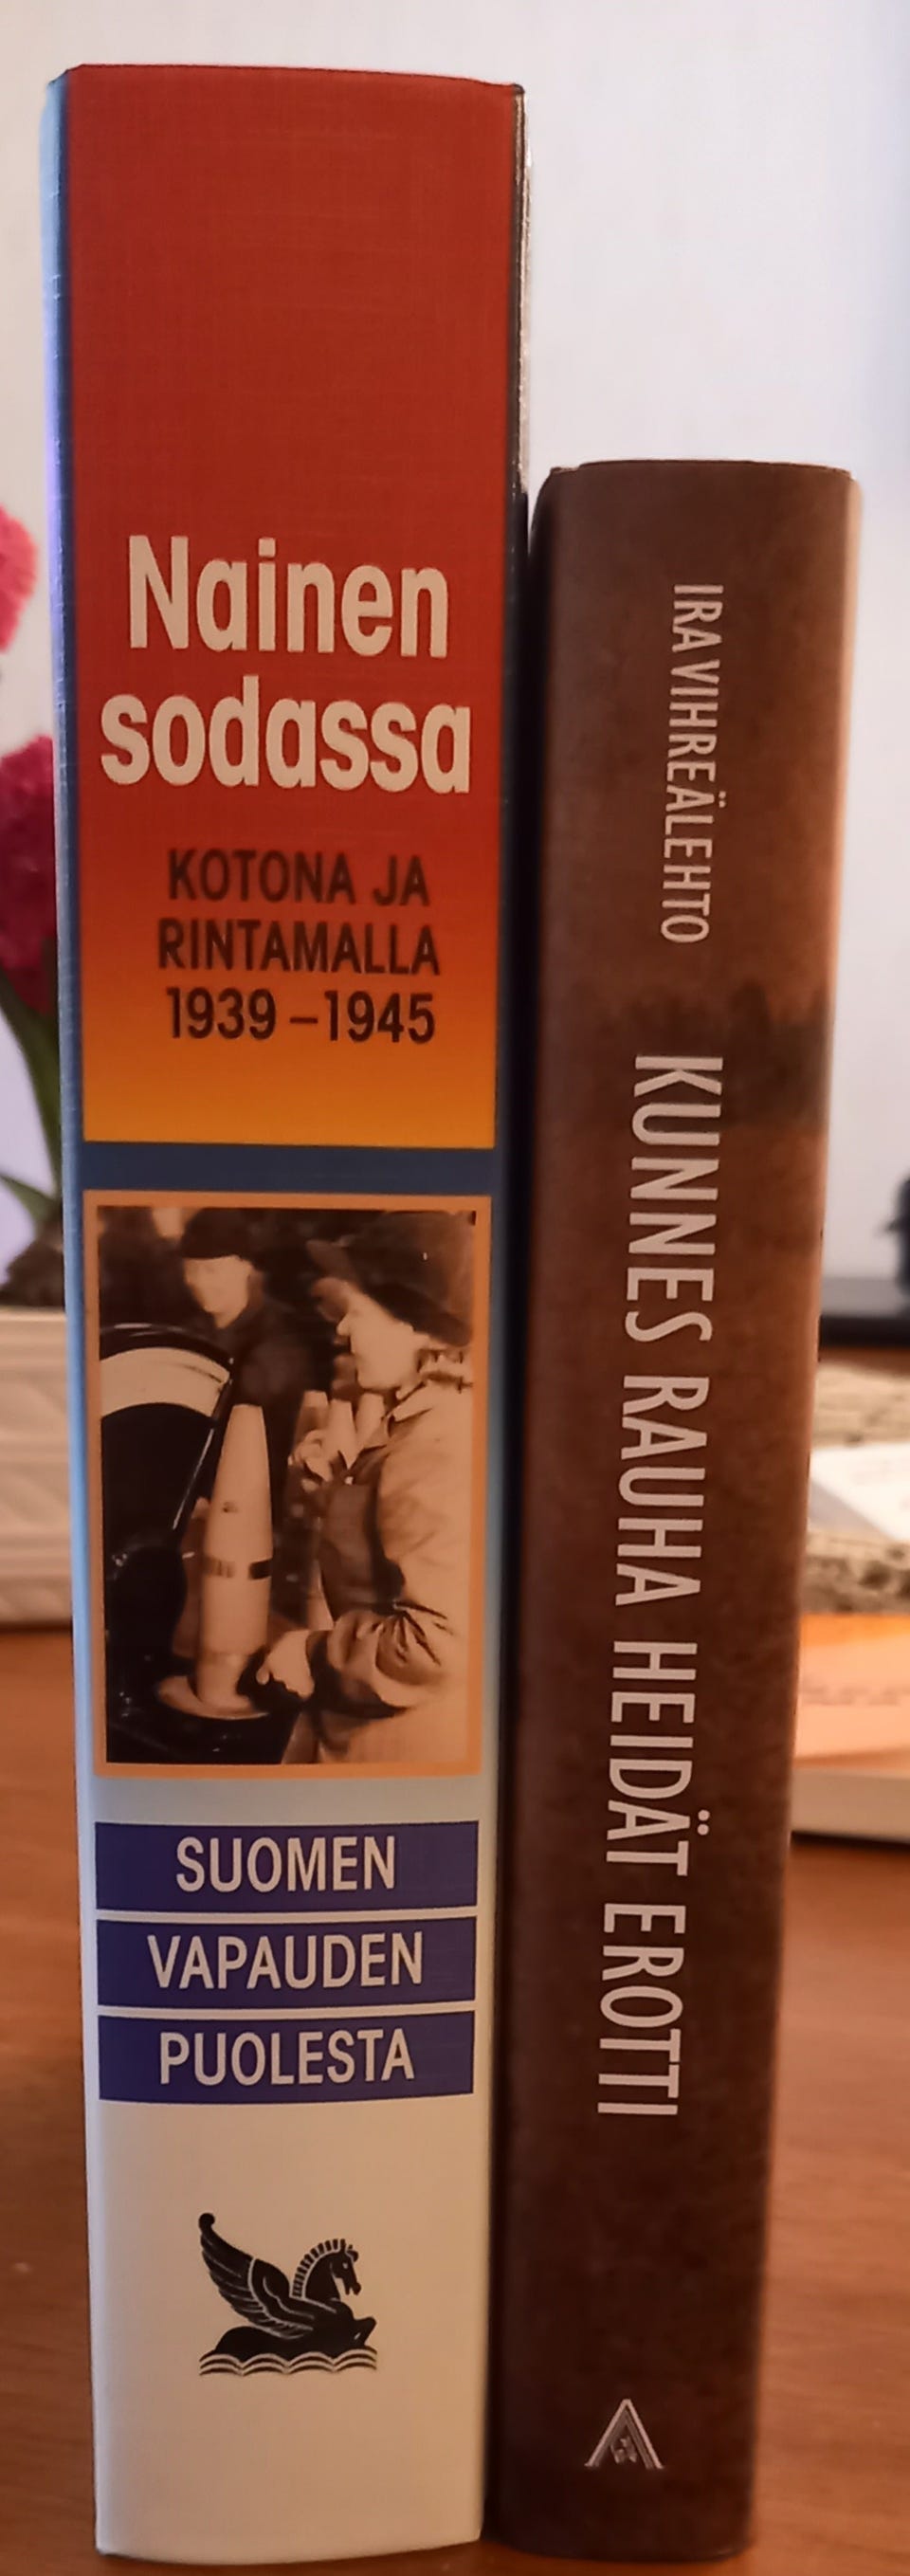 Nainen
sodassa
KOTONA JA
RINTAMALLA
1939 – 1945
SUOMEN
VAPAUDEN
PUOLESTA
IRA VIHREÄLEHTO
KUNNES RAUHA HEIDÄT EROTTI